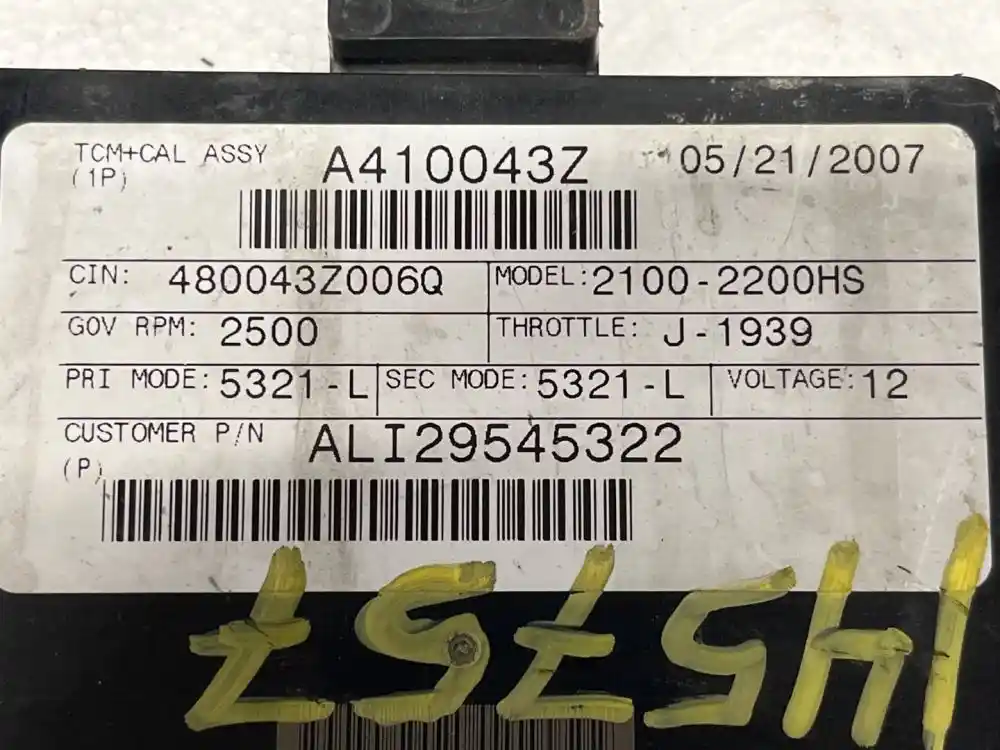 TCM+CAL ASSY A410043Z 05/21/2007
(1P)
CIN: 480043Z006Q MODEL: 2100-2200HS
GOV RPM: 2500 THROTTLE: J-1939
PRI MODE: 5321-L SEC MODE: 5321-L VOLTAGE: 12
CUSTOMER P/N ALI29545322
(P)
145757